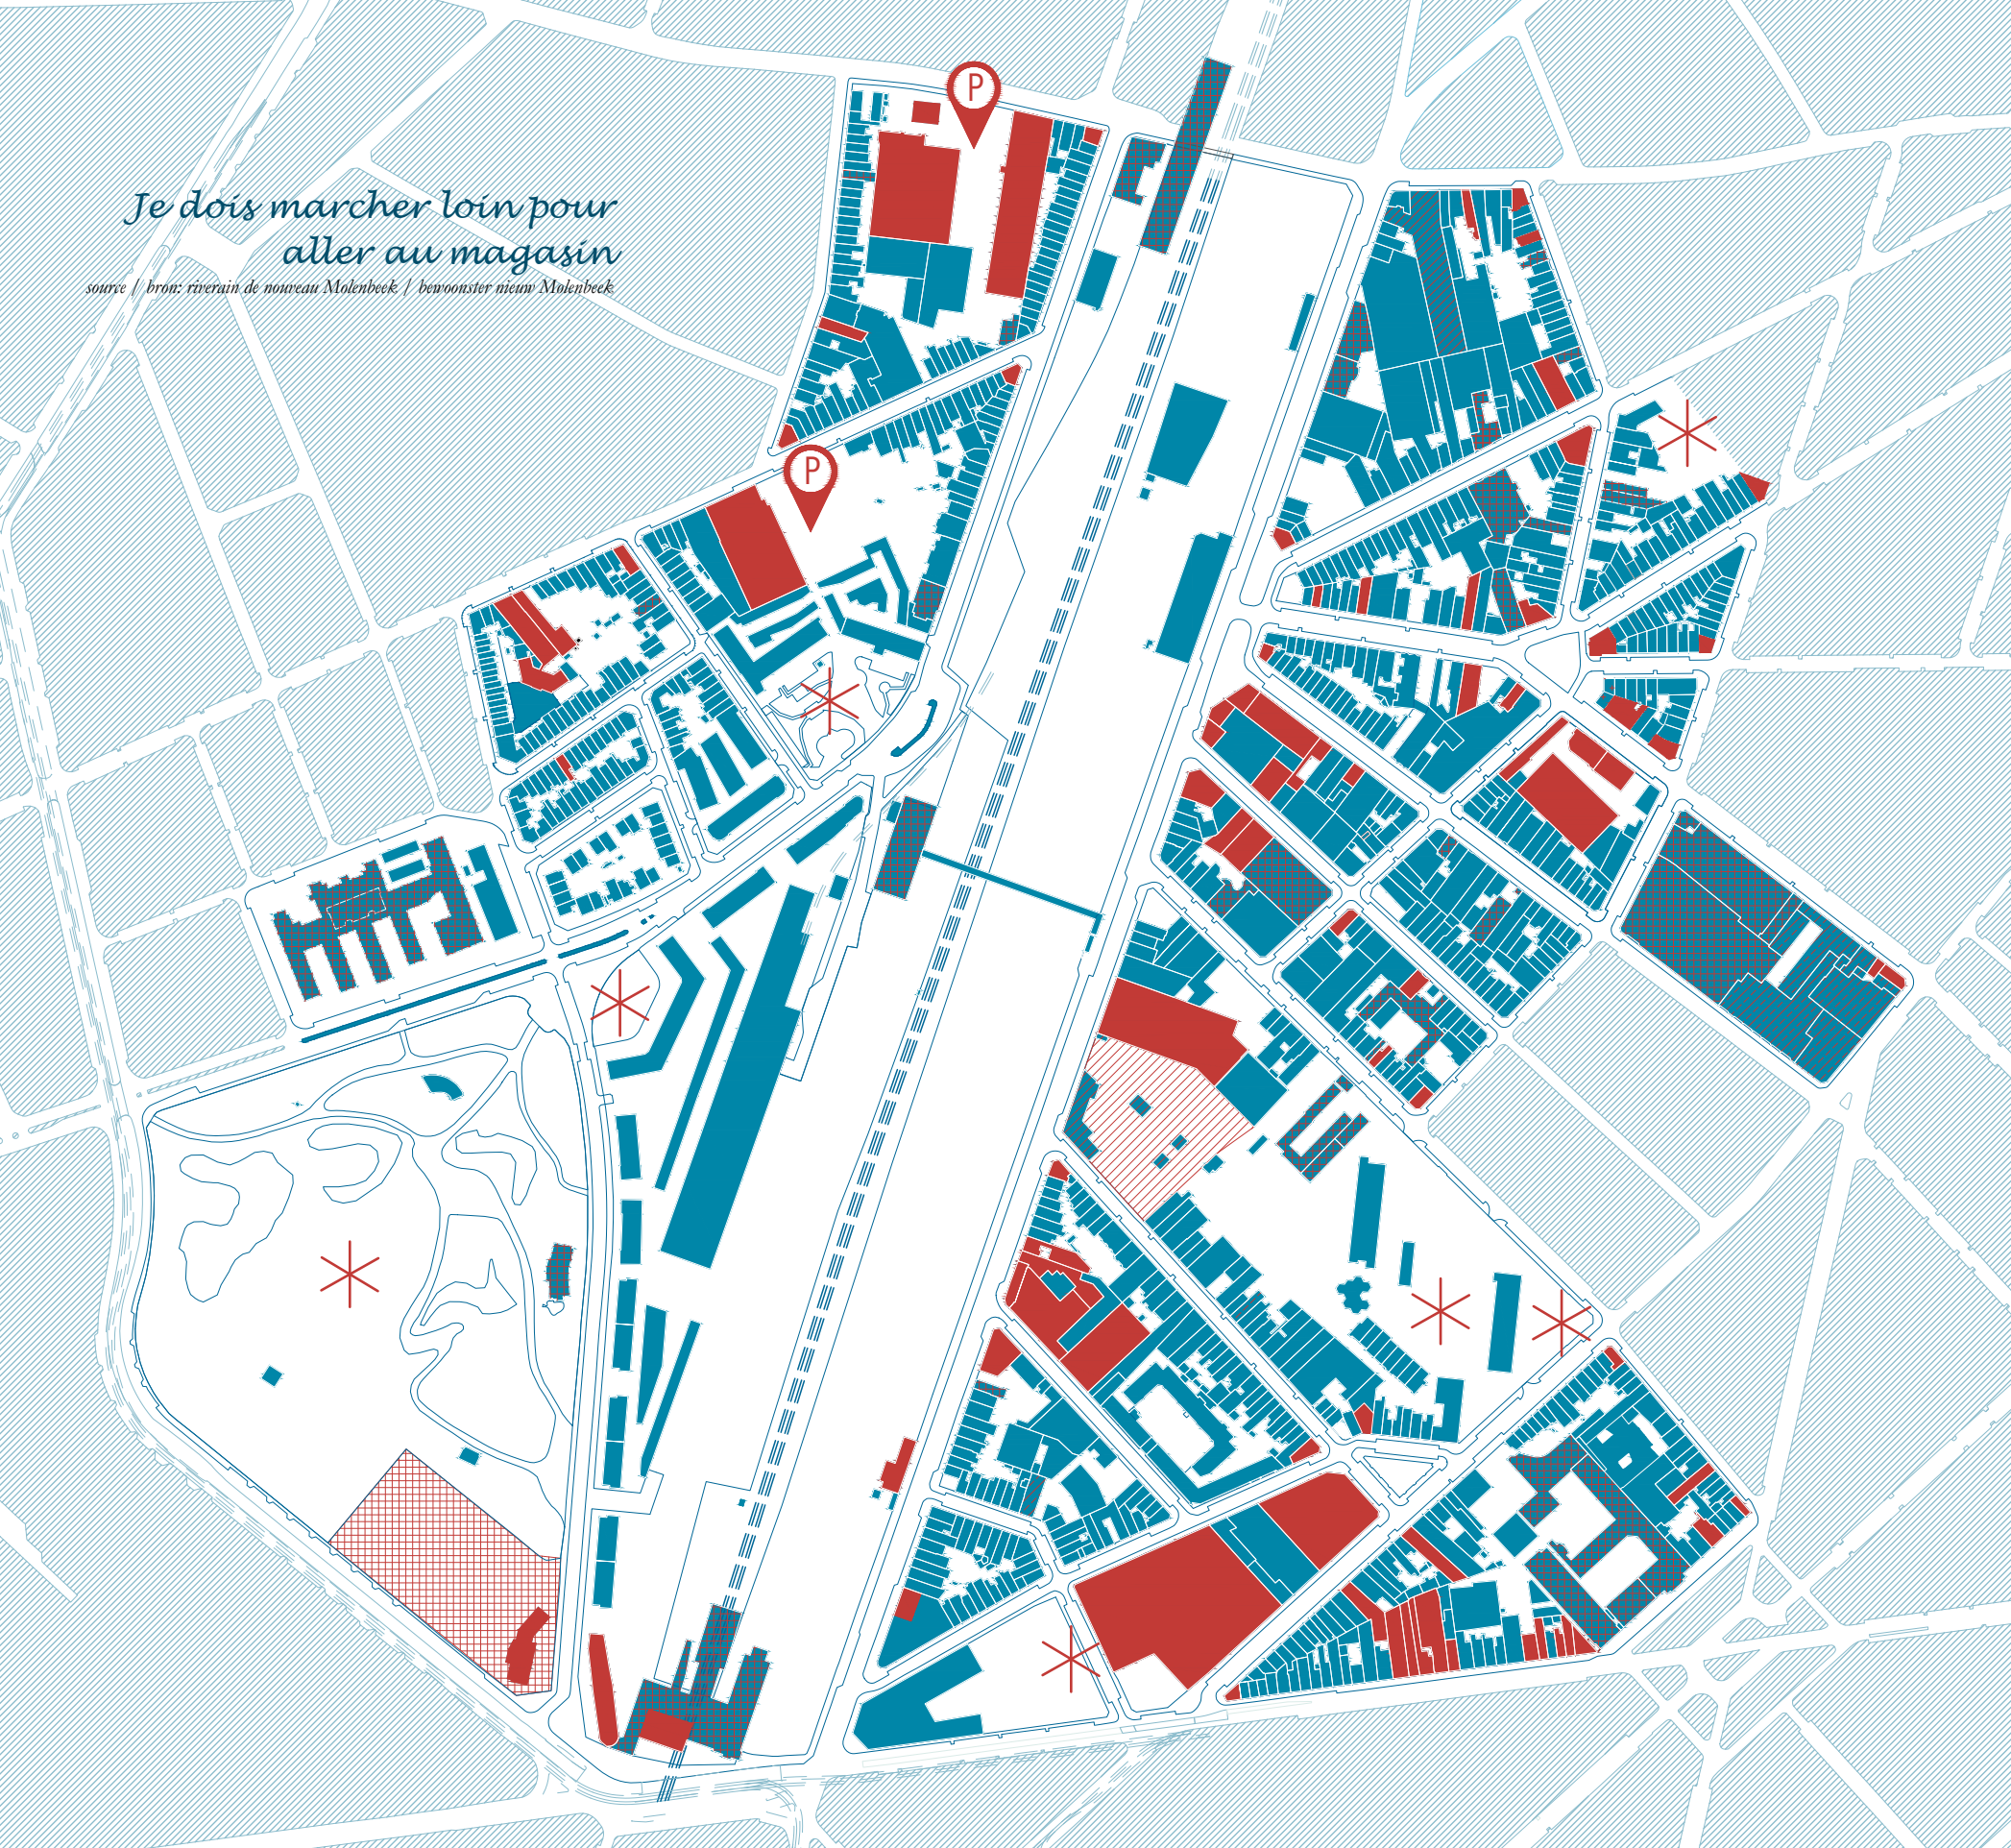 P
Je dois marcher loin pour
aller au magasin
source / bron: riverain de nouveau Molenbeek / bewoonster nieuw Molenbeek
P